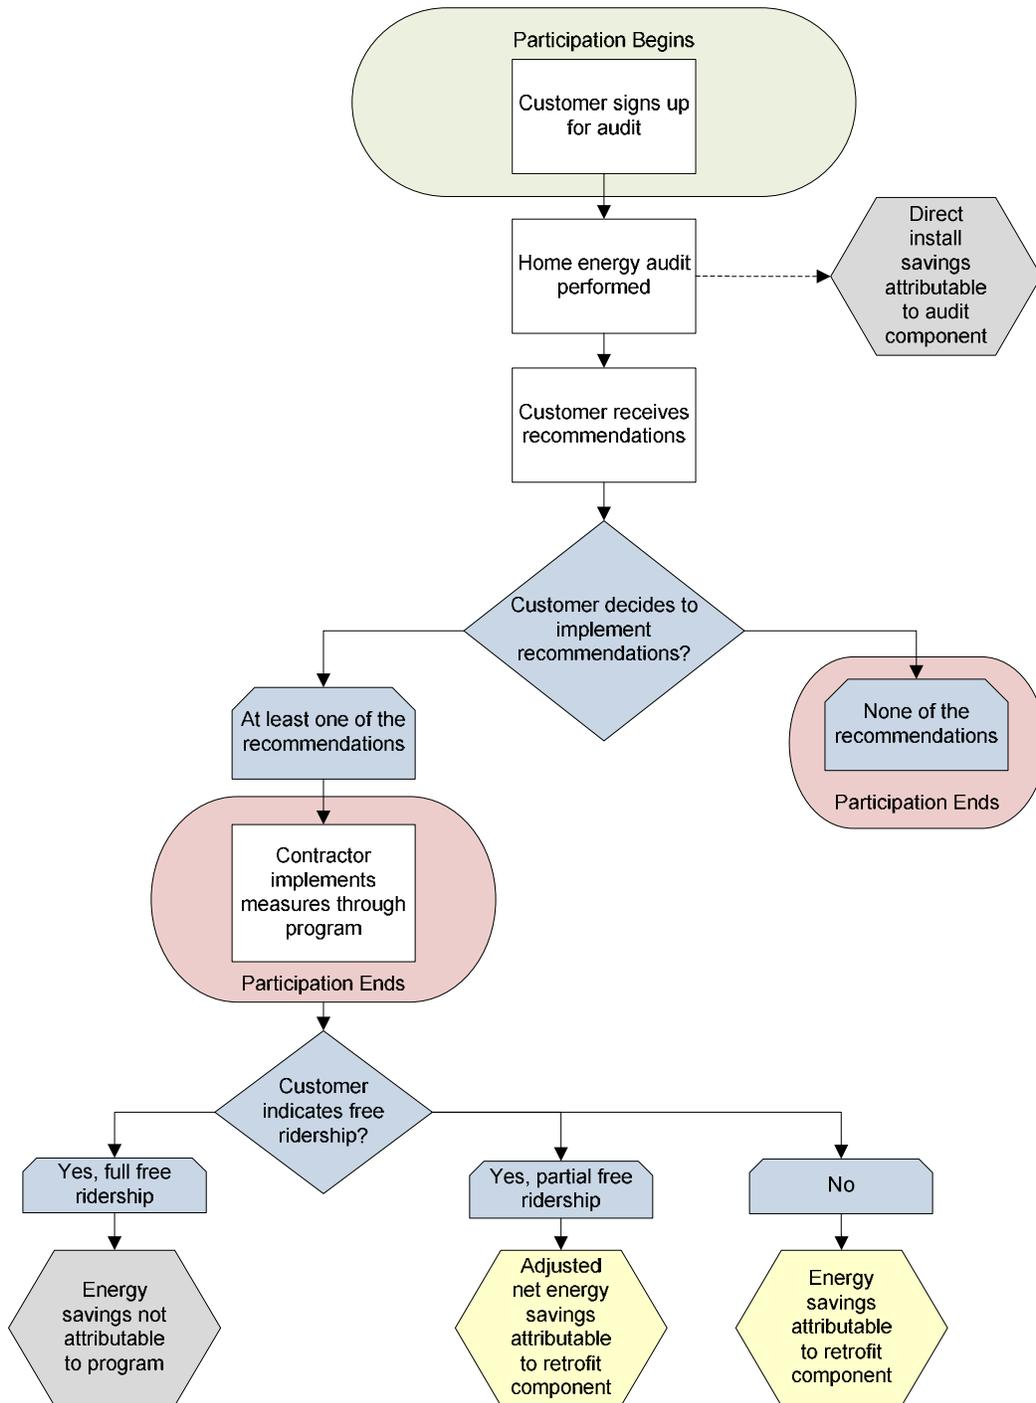 Participation Begins
Customer signs up
for audit
Home energy audit
performed
Direct
install
savings
attributable
to audit
component
Customer receives
recommendations
Customer decides to
implement
recommendations?
At least one of the
recommendations
None of the
recommendations
Participation Ends
Contractor
implements
measures through
program
Participation Ends
Customer
indicates free
ridership?
Yes, full free
ridership
Yes, partial free
ridership
No
Energy
savings not
attributable
to program
Adjusted
net energy
savings
attributable
to retrofit
component
Energy
savings
attributable
to retrofit
component